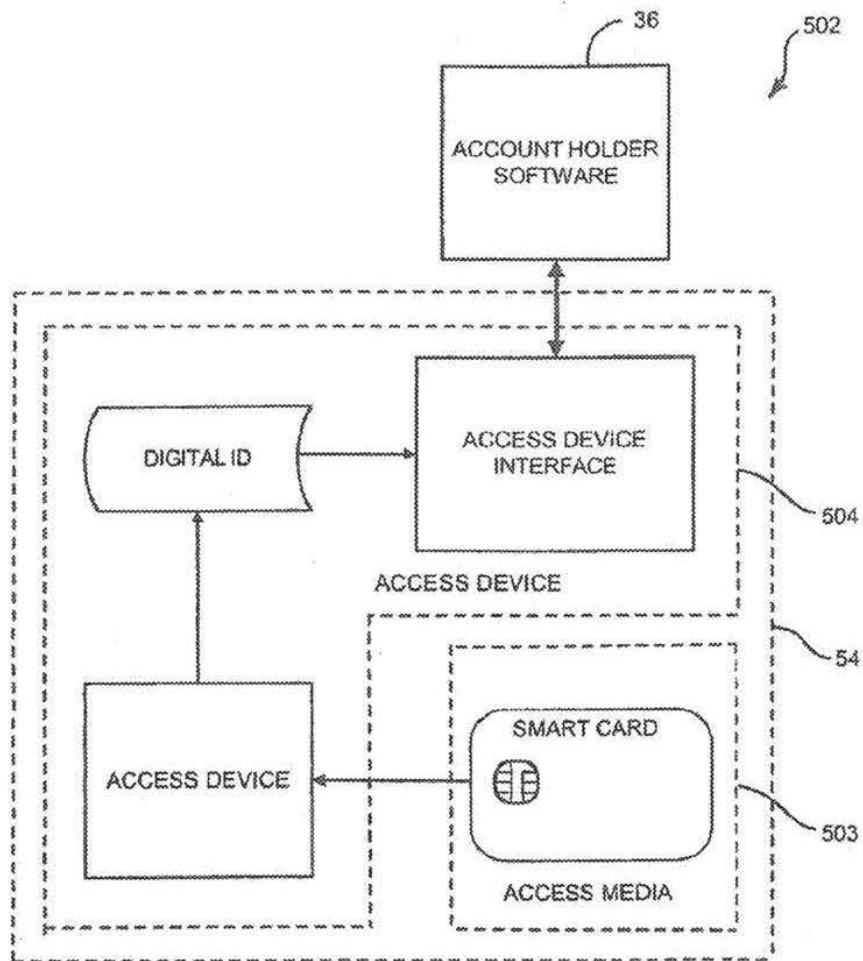 36
502
ACCOUNT HOLDER
SOFTWARE
DIGITAL ID
ACCESS DEVICE
INTERFACE
504
ACCESS DEVICE
54
SMART CARD
ACCESS DEVICE
503
ACCESS MEDIA